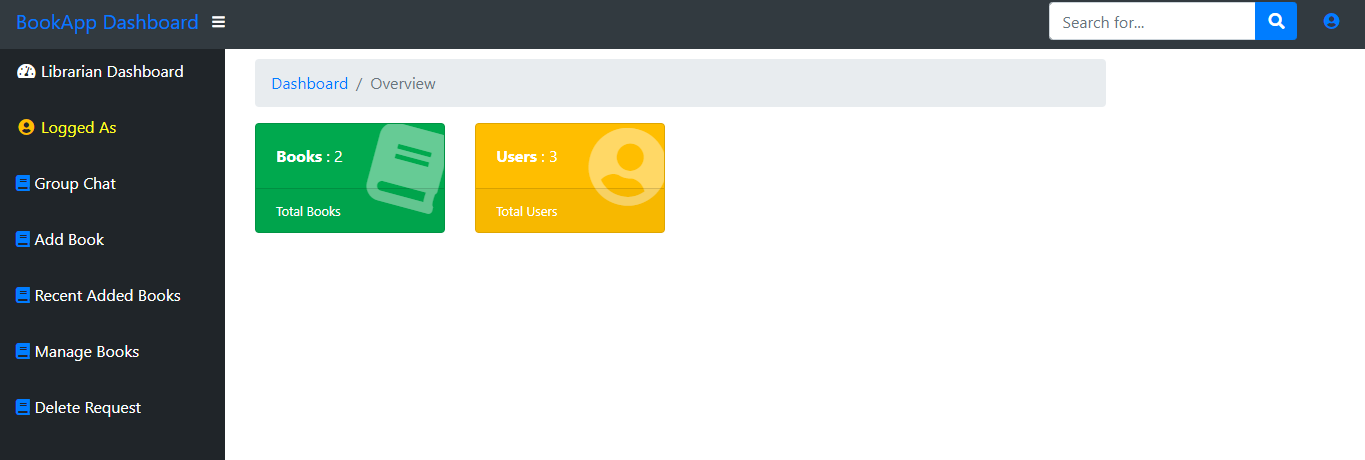 BookApp Dashboard
Search for...
Librarian Dashboard
Logged As
Group Chat
Add Book
Recent Added Books
Manage Books
Delete Request
Dashboard / Overview
Books : 2
Total Books
Users : 3
Total Users